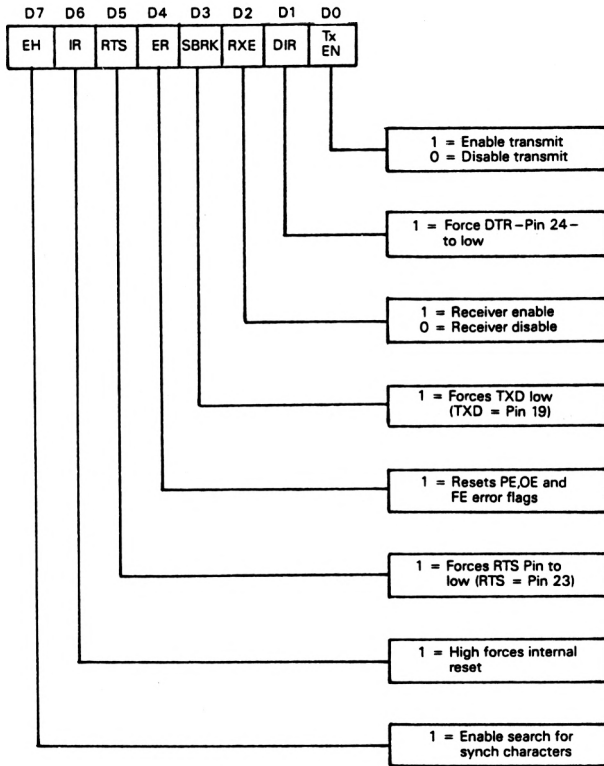 D7 D6 D5 D4 D3 D2 D1 D0
EH IR RTS ER SBRK RXE DIR Tx EN
1 = Enable transmit
0 = Disable transmit
1 = Force DTR–Pin 24–
to low
1 = Receiver enable
0 = Receiver disable
1 = Forces TXD low
(TXD = Pin 19)
1 = Resets PE,OE and
FE error flags
1 = Forces RTS Pin to
low (RTS = Pin 23)
1 = High forces internal
reset
1 = Enable search for
synch characters